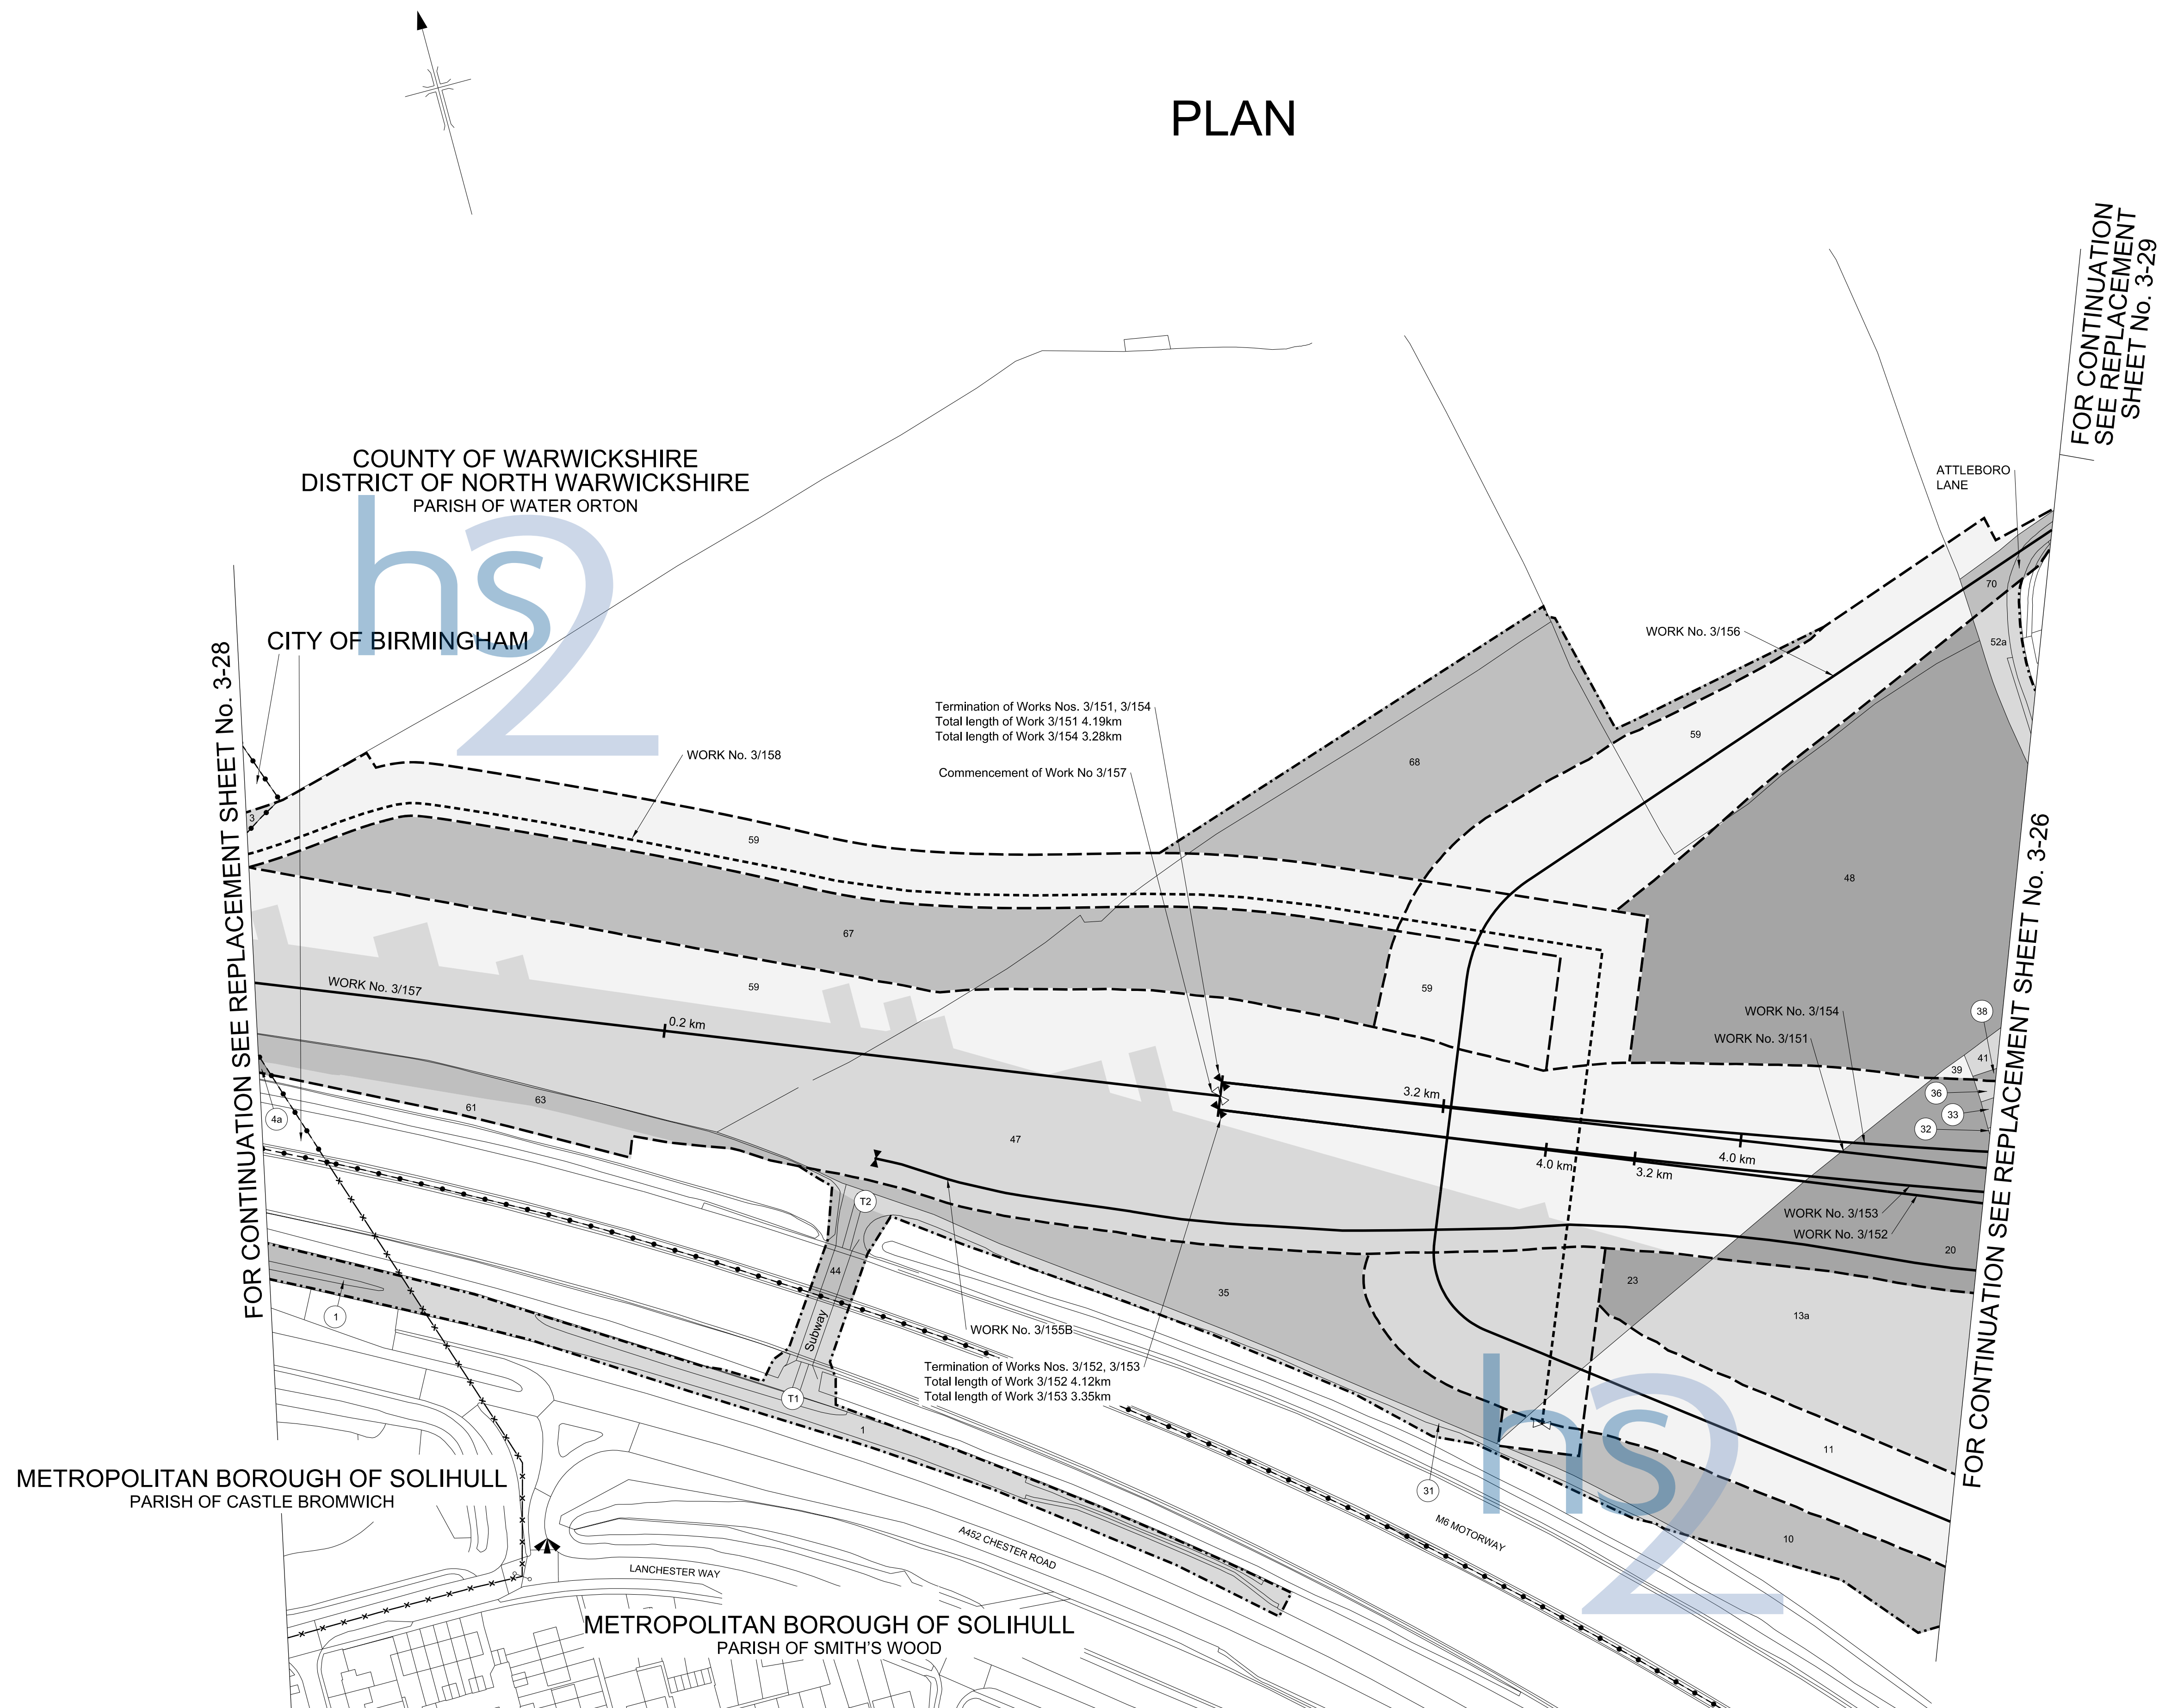 PLAN
FOR CONTINUATION
SEE REPLACEMENT
SHEET No. 3-29
COUNTY OF WARWICKSHIRE
DISTRICT OF NORTH WARWICKSHIRE
PARISH OF WATER ORTON
hs2
ATTLEBORO
LANE
CITY OF BIRMINGHAM
FOR CONTINUATION SEE REPLACEMENT SHEET No. 3-28
70
52a
WORK No. 3/156
Termination of Works Nos. 3/151, 3/154
Total length of Work 3/151 4.19km
Total length of Work 3/154 3.28km
Commencement of Work No 3/157
WORK No. 3/158
59
68
3
59
48
67
59
59
WORK No. 3/157
0.2 km
WORK No. 3/154
WORK No. 3/151
38
41
39
36
33
32
3.2 km
4.0 km
4.0 km
3.2 km
4a
61
63
47
FOR CONTINUATION SEE REPLACEMENT SHEET No. 3-26
WORK No. 3/153
WORK No. 3/152
20
T2
44
Subway
T1
35
23
13a
1
WORK No. 3/155B
Termination of Works Nos. 3/152, 3/153
Total length of Work 3/152 4.12km
Total length of Work 3/153 3.35km
1
11
31
10
hs2
M6 MOTORWAY
A452 CHESTER ROAD
LANCHESTER WAY
METROPOLITAN BOROUGH OF SOLIHULL
PARISH OF CASTLE BROMWICH
METROPOLITAN BOROUGH OF SOLIHULL
PARISH OF SMITH'S WOOD